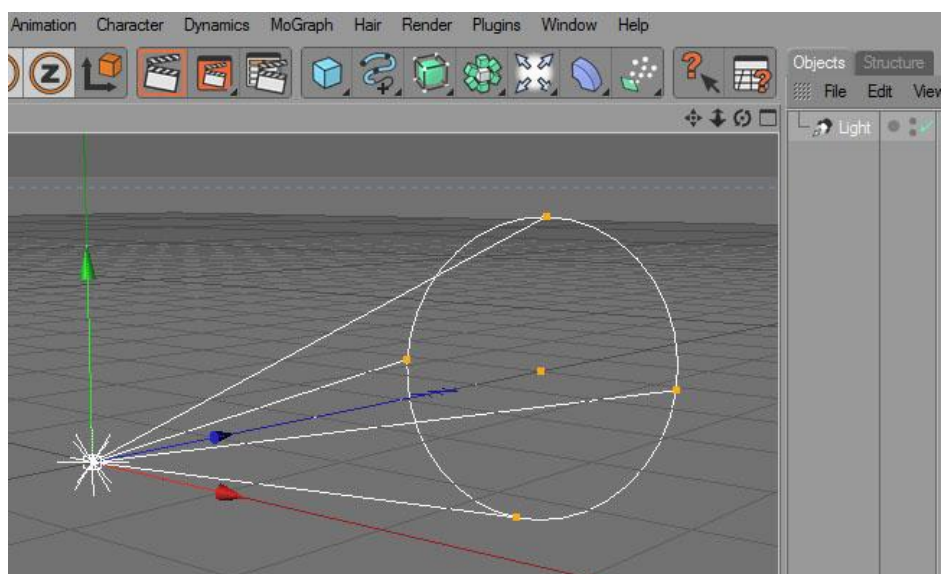 Animation Character Dynamics MoGraph Hair Render Plugins Window Help
Z
Objects Structure
File Edit View
Light